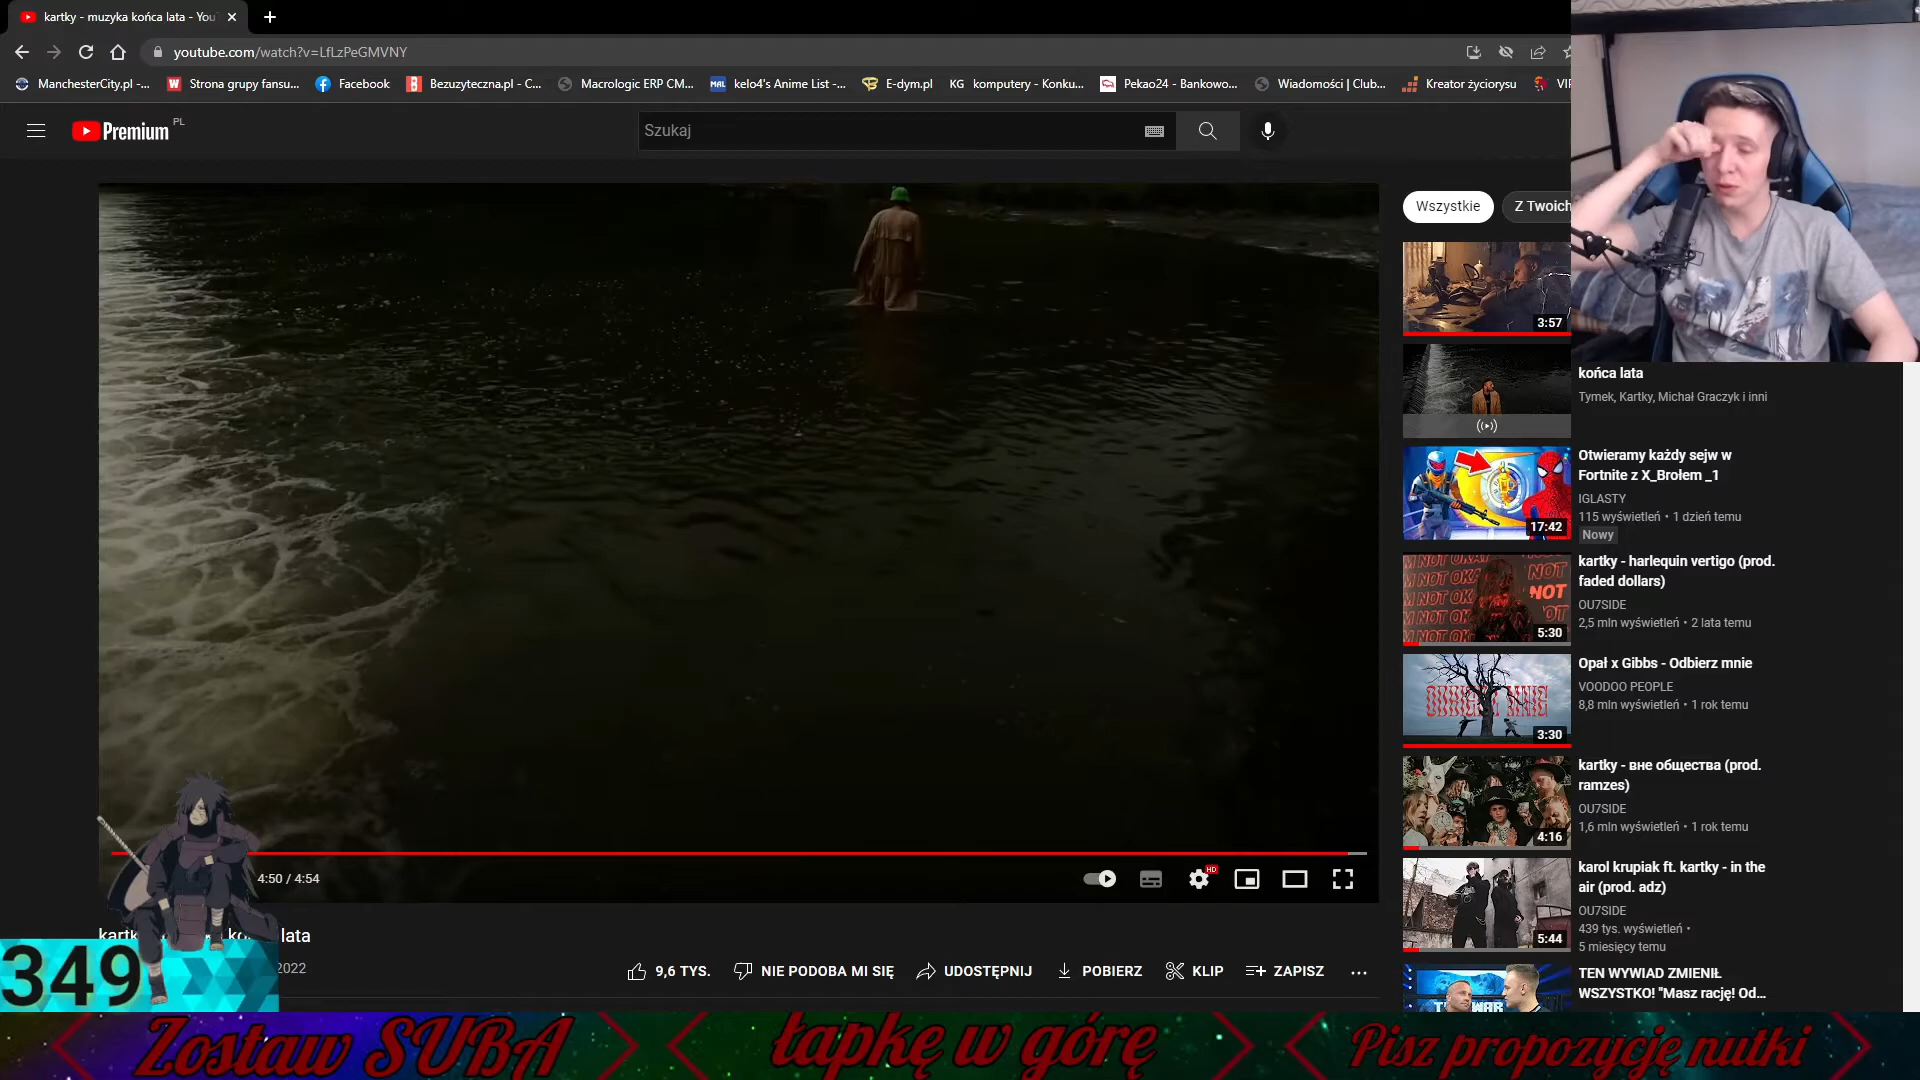 kartky - muzyka końca lata - You
youtube.com/watch?v=LfLzPeGMVNY
ManchesterCity.pl -...
Strona grupy fansu...
Facebook
Bezuzyteczna.pl - C...
Macrologic ERP CM...
MAL
kelo4's Anime List -...
E-dym.pl
KG
komputery - Konku...
Pekao24 - Bankowo...
Wiadomości | Club...
Kreator życiorysu
VIP
Premium PL
Szukaj
Wszystkie
Z Twoich
3:57
końca lata
Tymek, Kartky, Michał Graczyk i inni
Otwieramy każdy sejw w
Fortnite z X_Brołem _1
IGLASTY
115 wyświetleń • 1 dzień temu
Nowy
17:42
kartky - harlequin vertigo (prod.
faded dollars)
OU7SIDE
2,5 mln wyświetleń • 2 lata temu
5:30
Opał x Gibbs - Odbierz mnie
VOODOO PEOPLE
8,8 mln wyświetleń • 1 rok temu
ODBIERZ MNIE
3:30
kartky - вне общества (prod.
ramzes)
OU7SIDE
1,6 mln wyświetleń • 1 rok temu
4:16
karol krupiak ft. kartky - in the
air (prod. adz)
OU7SIDE
439 tys. wyświetleń •
5 miesięcy temu
5:44
TEN WYWIAD ZMIENIŁ
WSZYSTKO! "Masz rację! Od...
4:50 / 4:54
HD
lata
2022
9,6 TYS.
NIE PODOBA MI SIĘ
UDOSTĘPNIJ
POBIERZ
KLIP
ZAPISZ
349
Zostaw SUBA
łapkę w górę
Pisz propozycję nutki